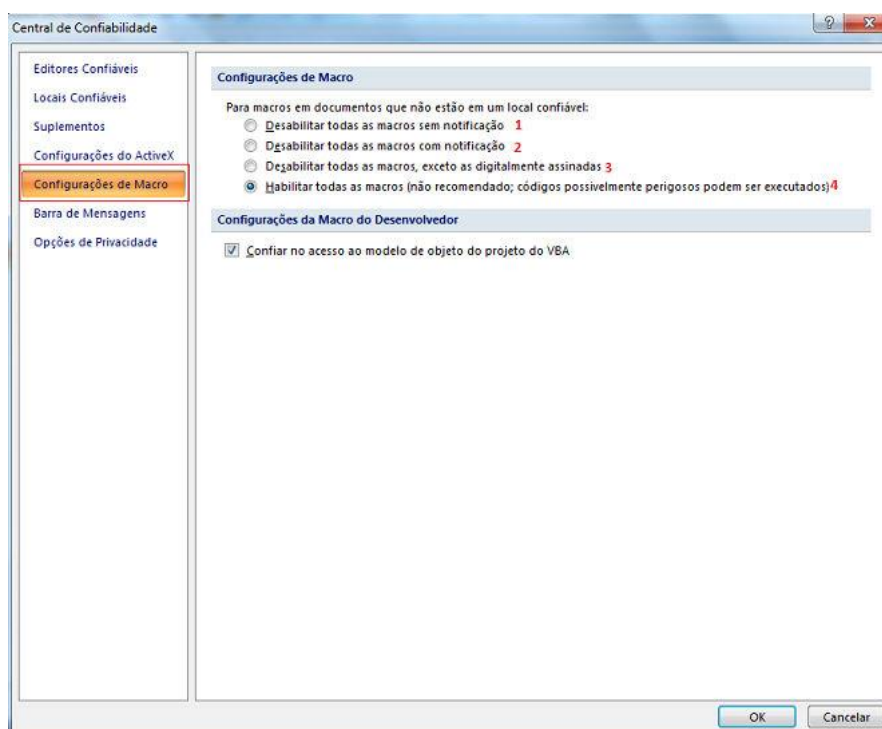 Central de Confiabilidade
Editores Confiáveis
Locais Confiáveis
Suplementos
Configurações do ActiveX
Configurações de Macro
Barra de Mensagens
Opções de Privacidade
Configurações de Macro
Para macros em documentos que não estão em um local confiável:
Desabilitar todas as macros sem notificação 1
Desabilitar todas as macros com notificação 2
Desabilitar todas as macros, exceto as digitalmente assinadas 3
Habilitar todas as macros (não recomendado; códigos possivelmente perigosos podem ser executados) 4
Configurações da Macro do Desenvolvedor
Confiar no acesso ao modelo de objeto do projeto do VBA
OK
Cancelar